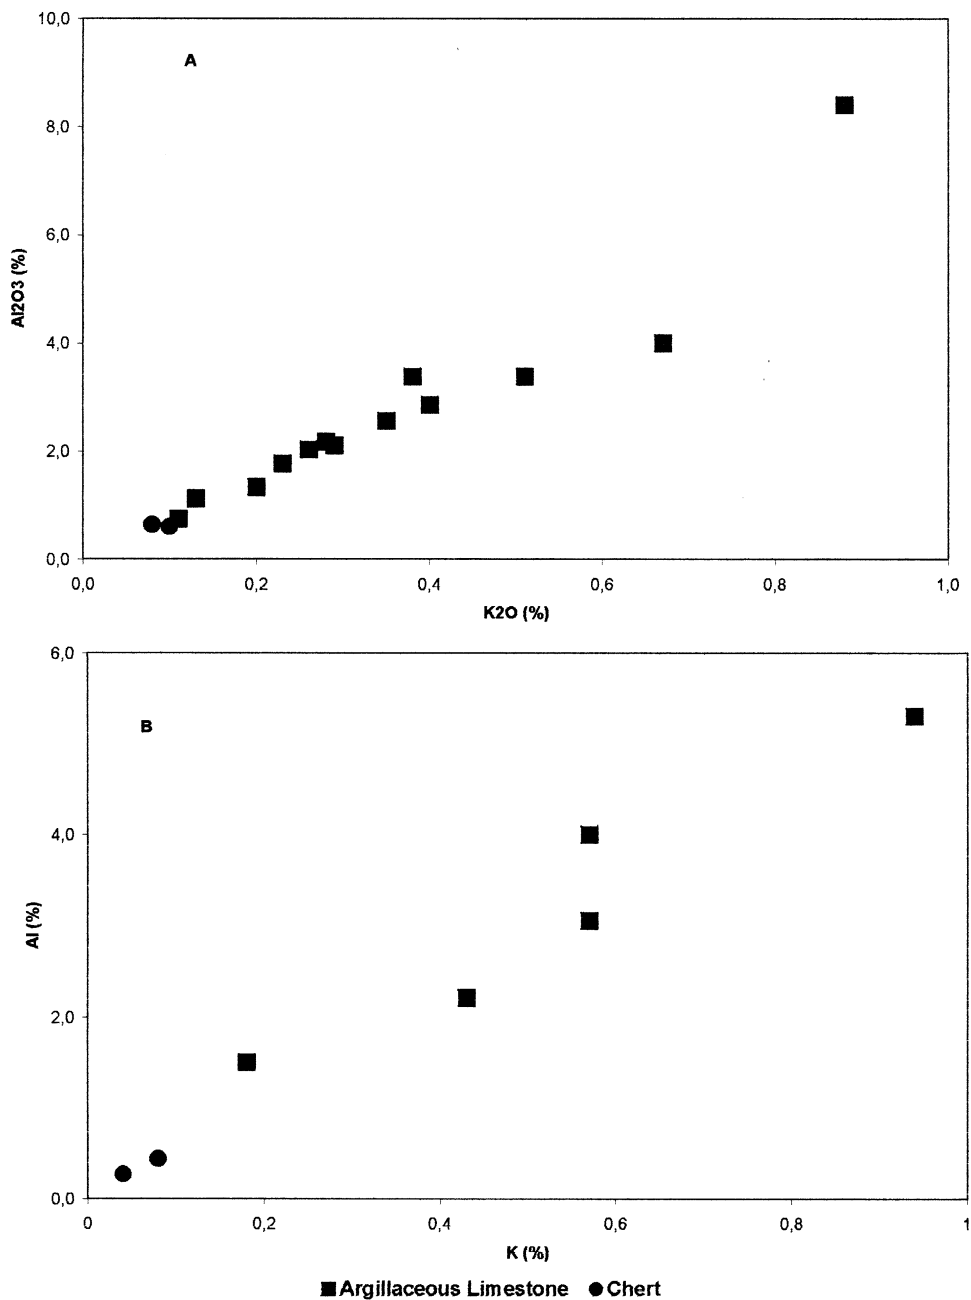 10,0
A
8,0
6,0
Al2O3 (%)
4,0
2,0
0,0
0,0 0,2 0,4 0,6 0,8 1,0
K2O (%)
6,0
B
4,0
Al (%)
2,0
0,0
0 0,2 0,4 0,6 0,8 1
K (%)
Argillaceous Limestone Chert